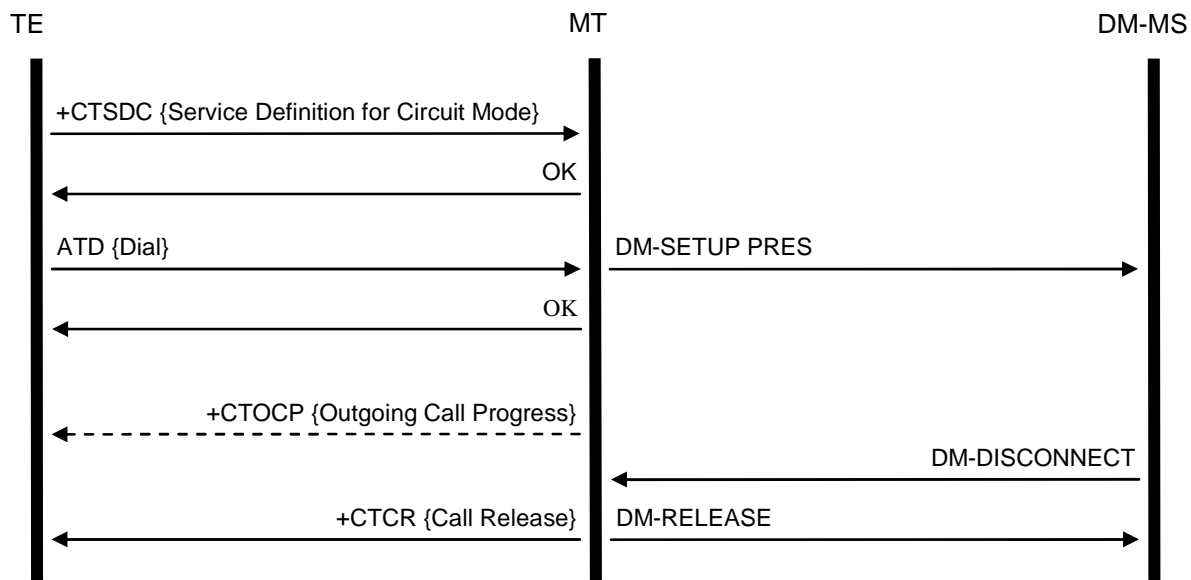 TE MT DM-MS
+CTSDC {Service Definition for Circuit Mode}
OK
ATD {Dial} DM-SETUP PRES
OK
+CTOCP {Outgoing Call Progress}
DM-DISCONNECT
+CTCR {Call Release} DM-RELEASE